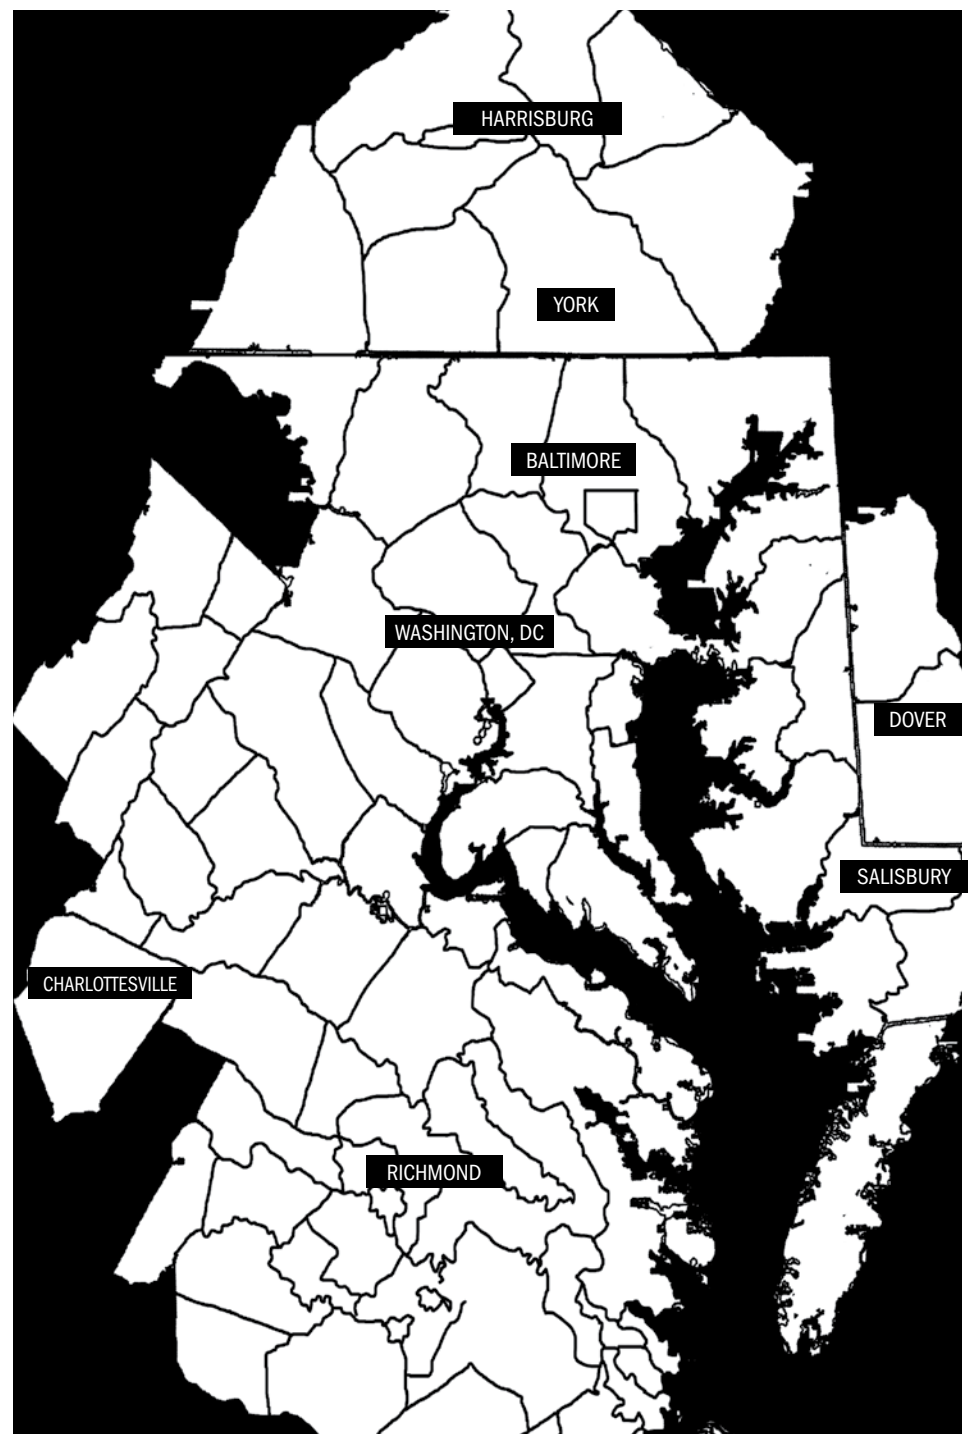 HARRISBURG
YORK
BALTIMORE
WASHINGTON, DC
DOVER
SALISBURY
CHARLOTTESVILLE
RICHMOND